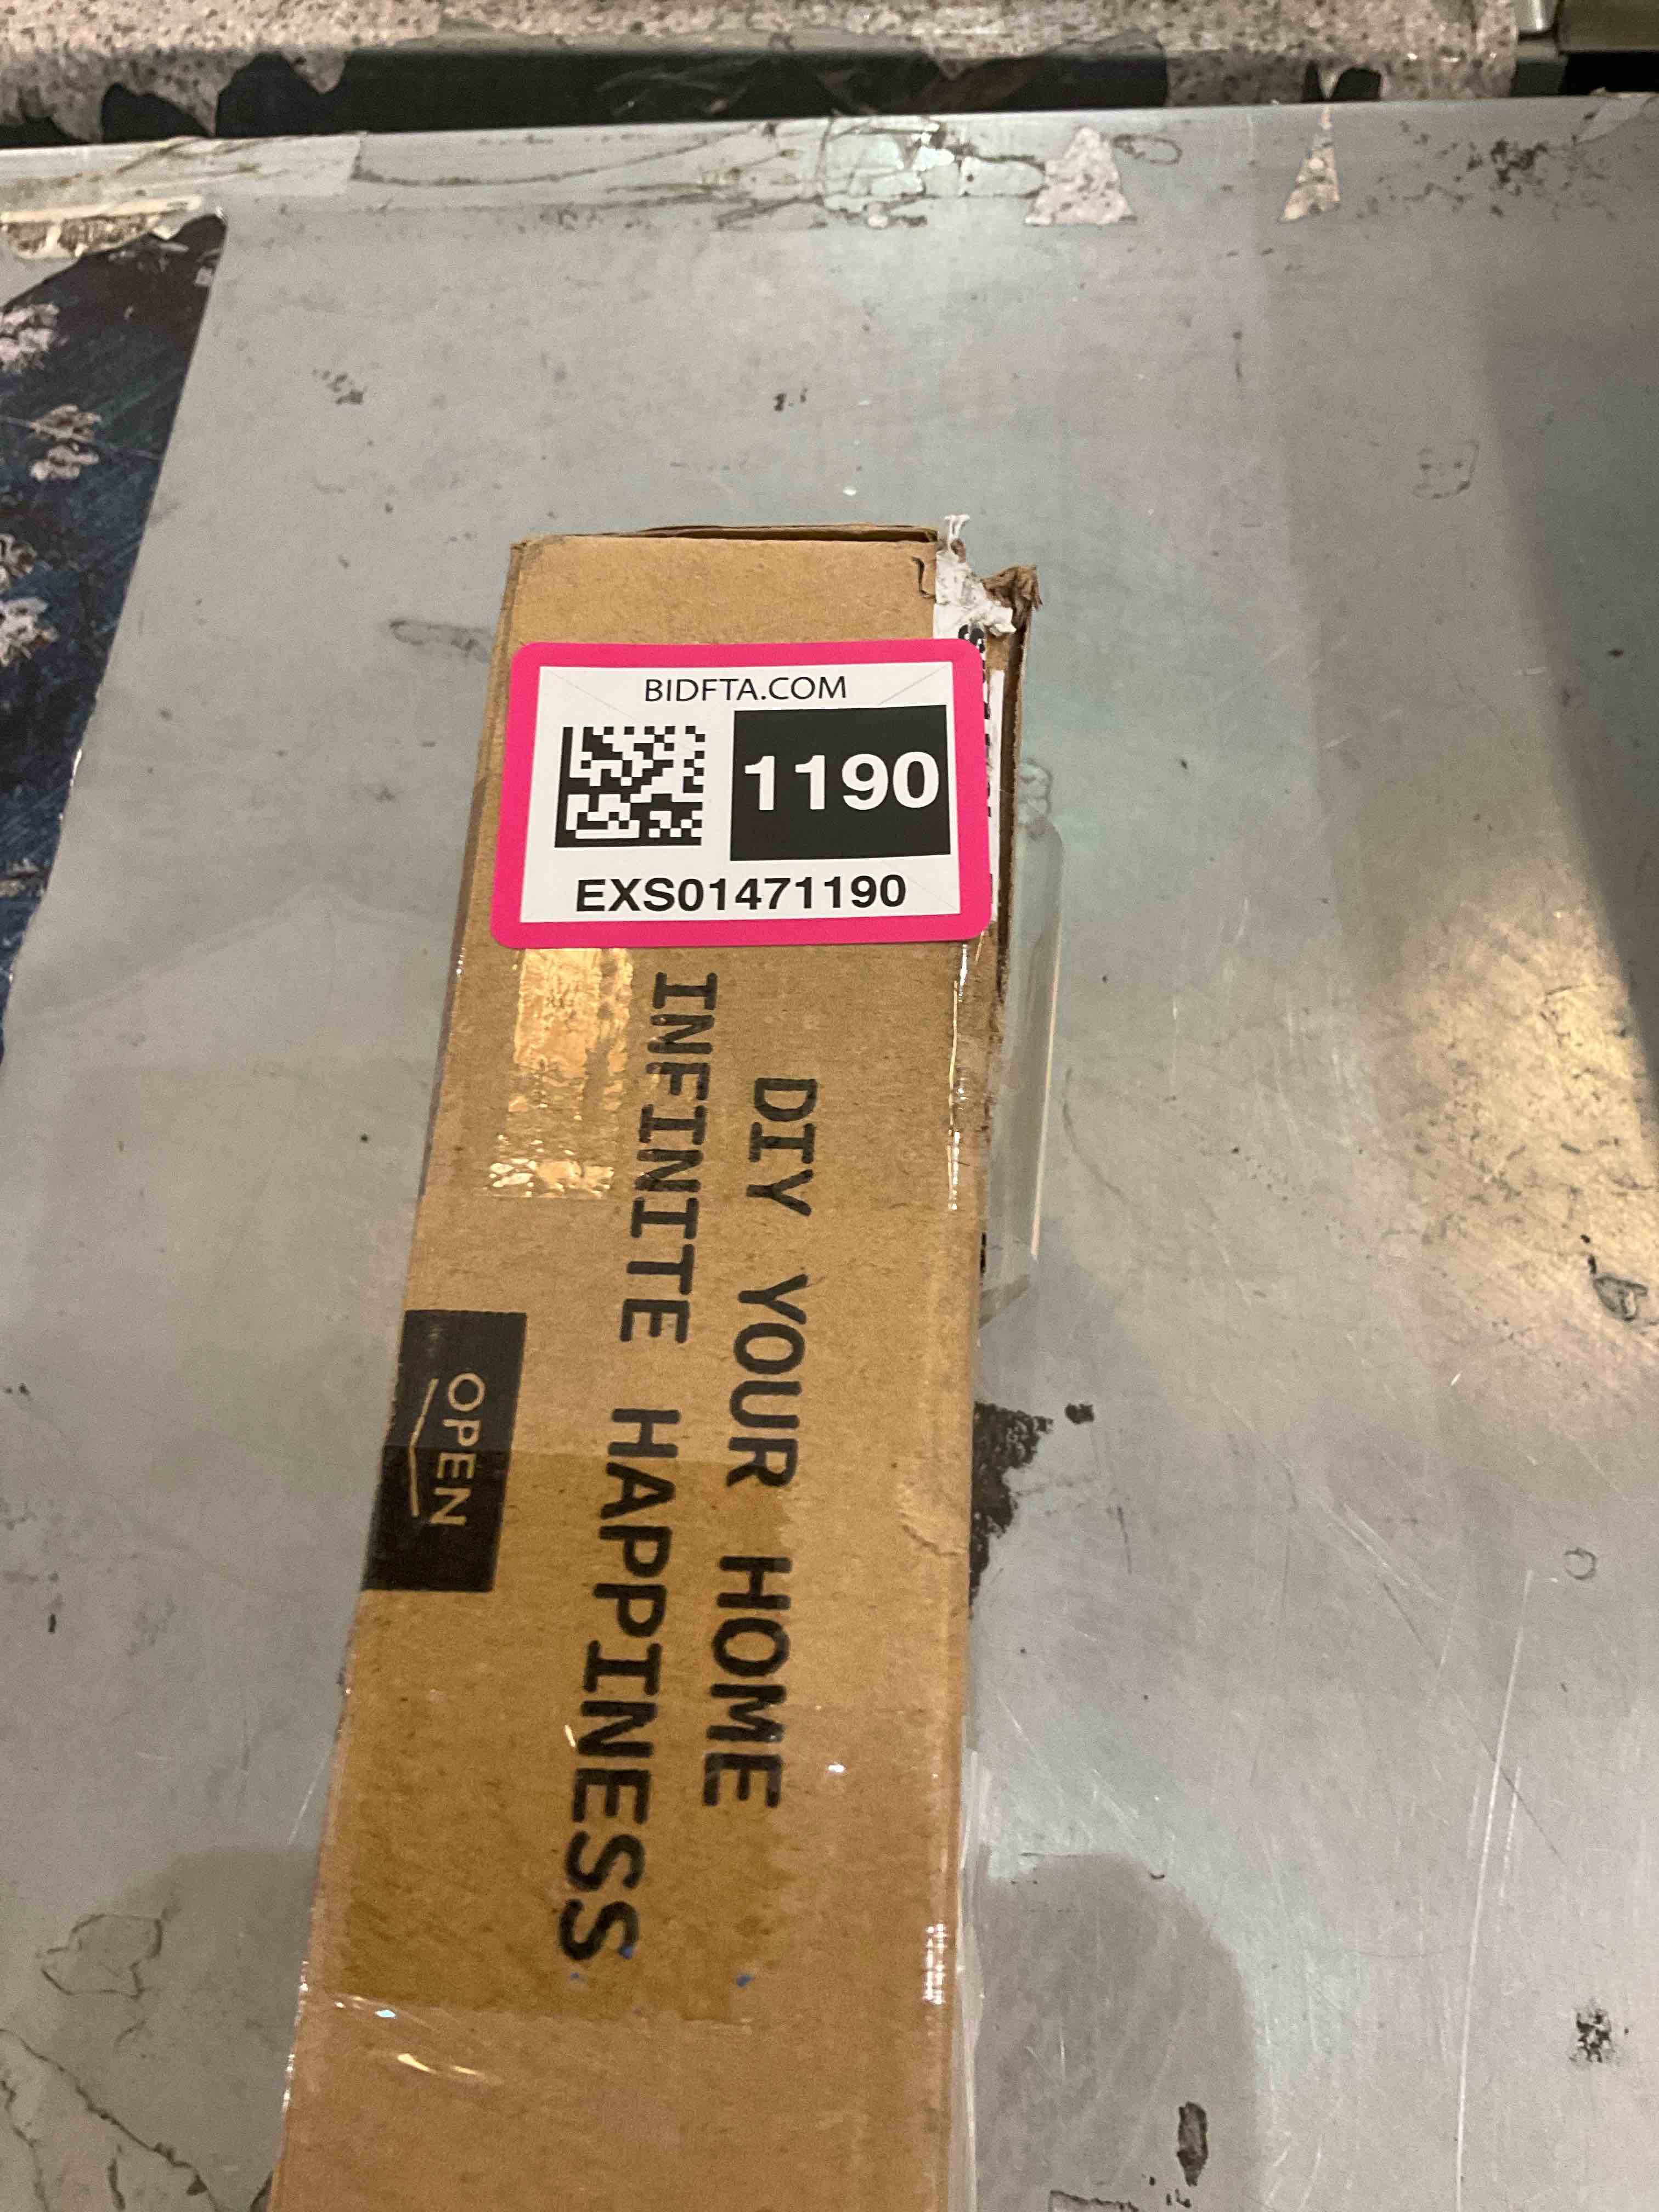 BIDFTA.COM
1190
EXS01471190
DIY YOUR HOME
INFINITE HAPPINESS
OPEN